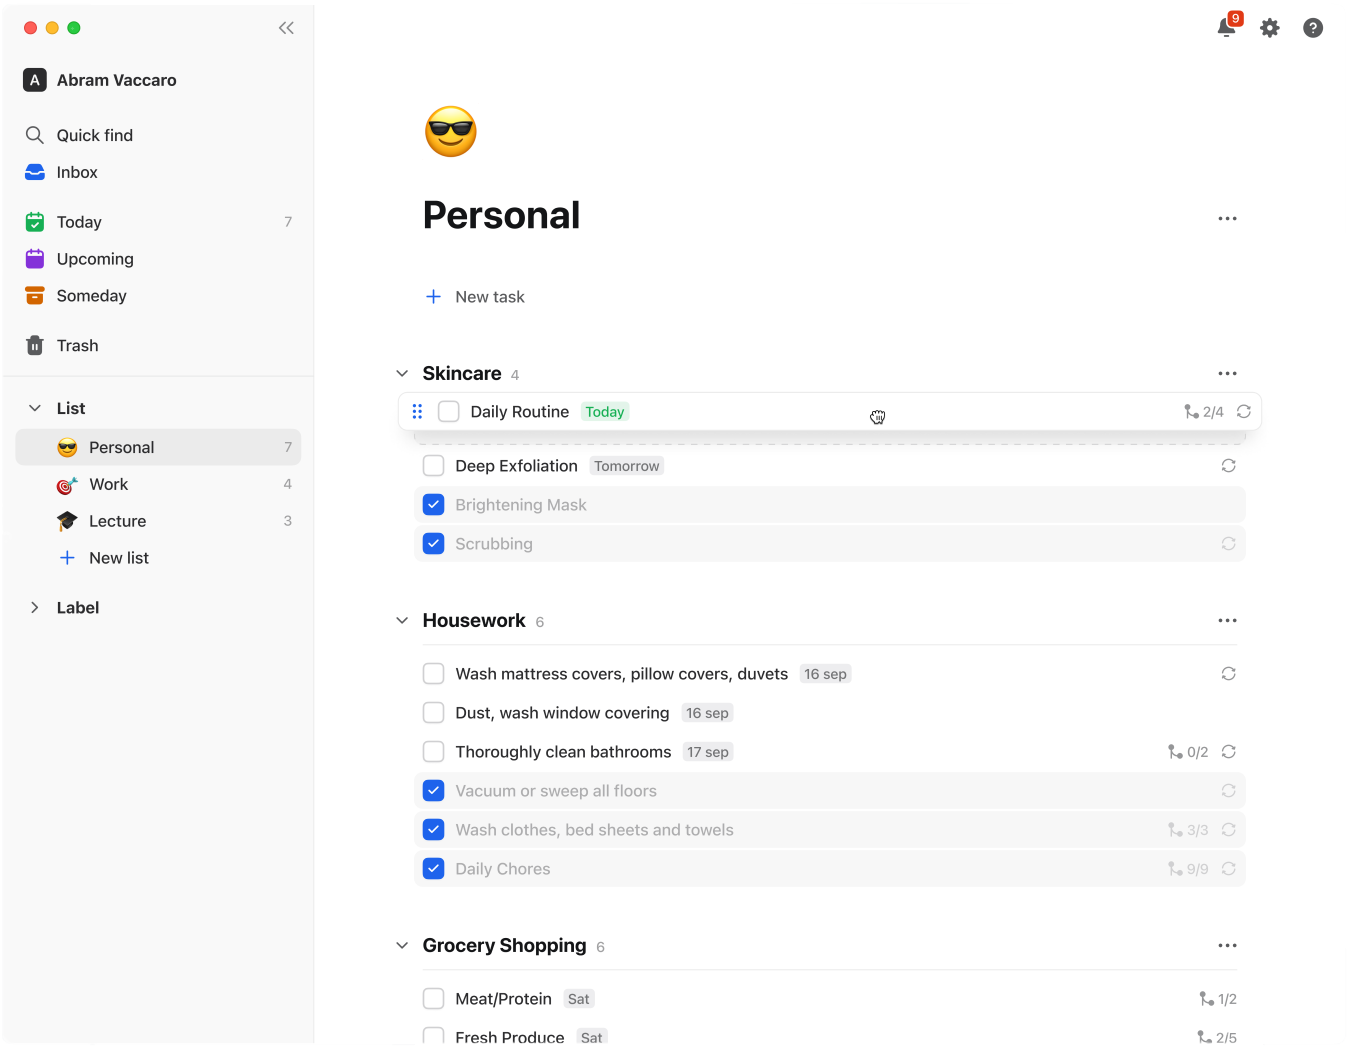 9
A Abram Vaccaro
Quick find
Inbox
Today 7
Upcoming
Someday
Trash
List
Personal 7
Work 4
Lecture 3
New list
Label
Personal
New task
Skincare 4
Daily Routine Today 2/4
Deep Exfoliation Tomorrow
Brightening Mask
Scrubbing
Housework 6
Wash mattress covers, pillow covers, duvets 16 sep
Dust, wash window covering 16 sep
Thoroughly clean bathrooms 17 sep 0/2
Vacuum or sweep all floors
Wash clothes, bed sheets and towels 3/3
Daily Chores 9/9
Grocery Shopping 6
Meat/Protein Sat 1/2
Fresh Produce Sat 2/5